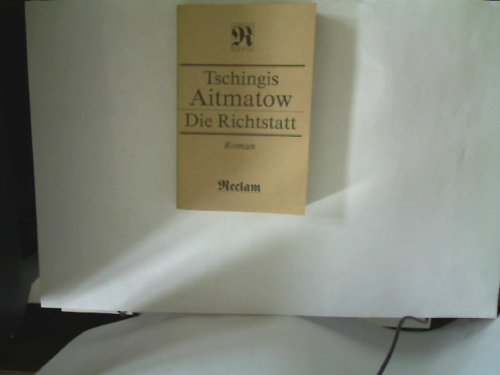 R
Tschingis
Aitmatow
Die Richtstatt
Roman
Reclam